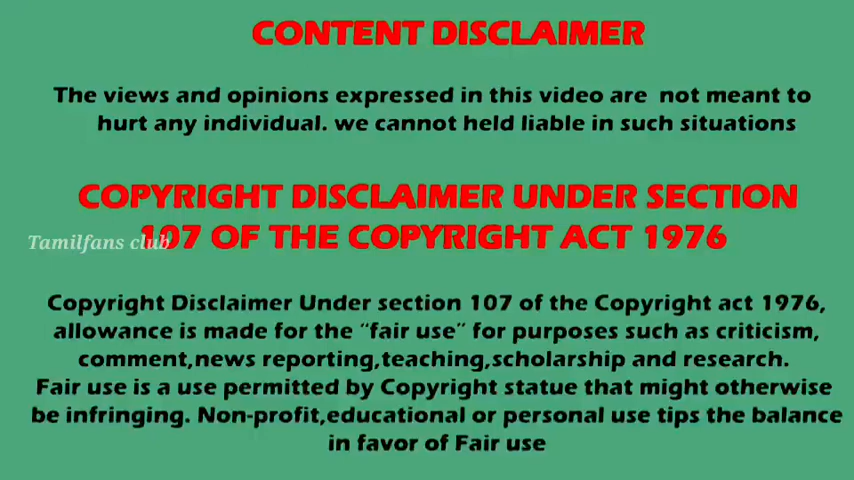 CONTENT DISCLAIMER
The views and opinions expressed in this video are not meant to
hurt any individual. we cannot held liable in such situations
COPYRIGHT DISCLAIMER UNDER SECTION
107 OF THE COPYRIGHT ACT 1976
Tamilfans club
Copyright Disclaimer Under section 107 of the Copyright act 1976,
allowance is made for the “fair use” for purposes such as criticism,
comment,news reporting,teaching,scholarship and research.
Fair use is a use permitted by Copyright statue that might otherwise
be infringing. Non-profit,educational or personal use tips the balance
in favor of Fair use